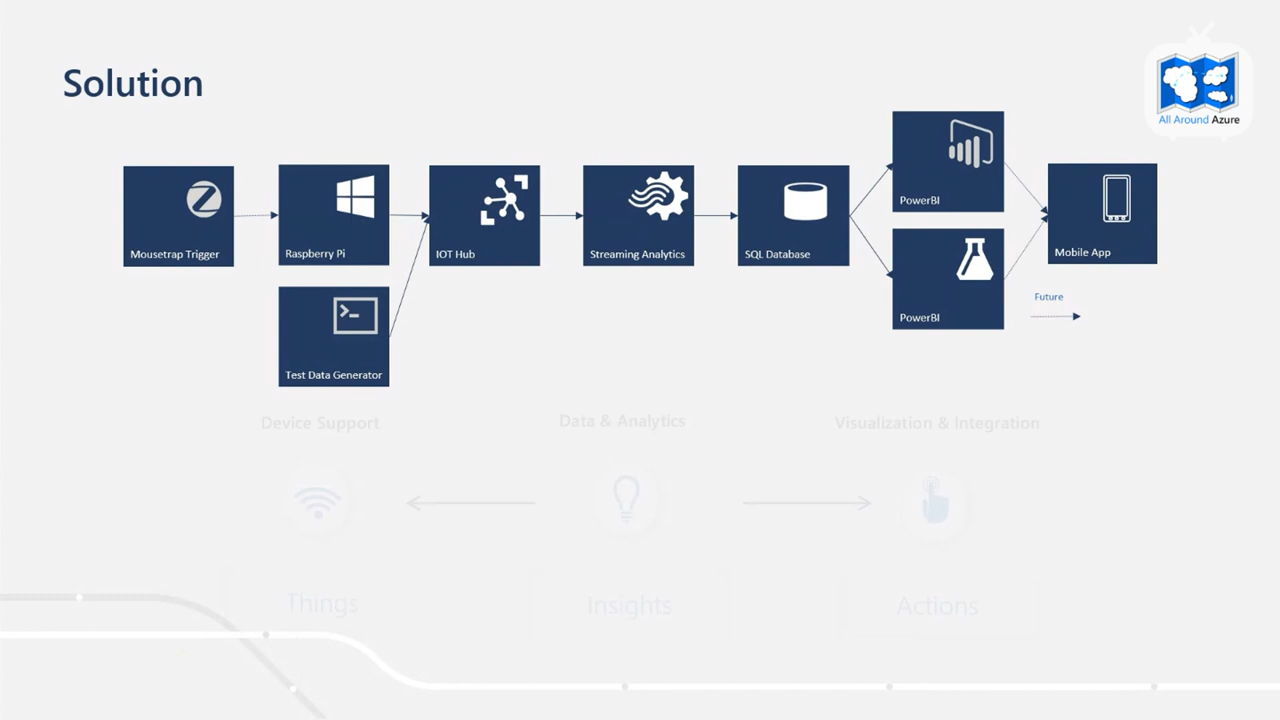 Solution
All Around Azure
Mousetrap Trigger
Raspberry Pi
IOT Hub
Streaming Analytics
SQL Database
PowerBI
PowerBI
Mobile App
Test Data Generator
Future
Device Support
Data & Analytics
Visualization & Integration
Things
Insights
Actions